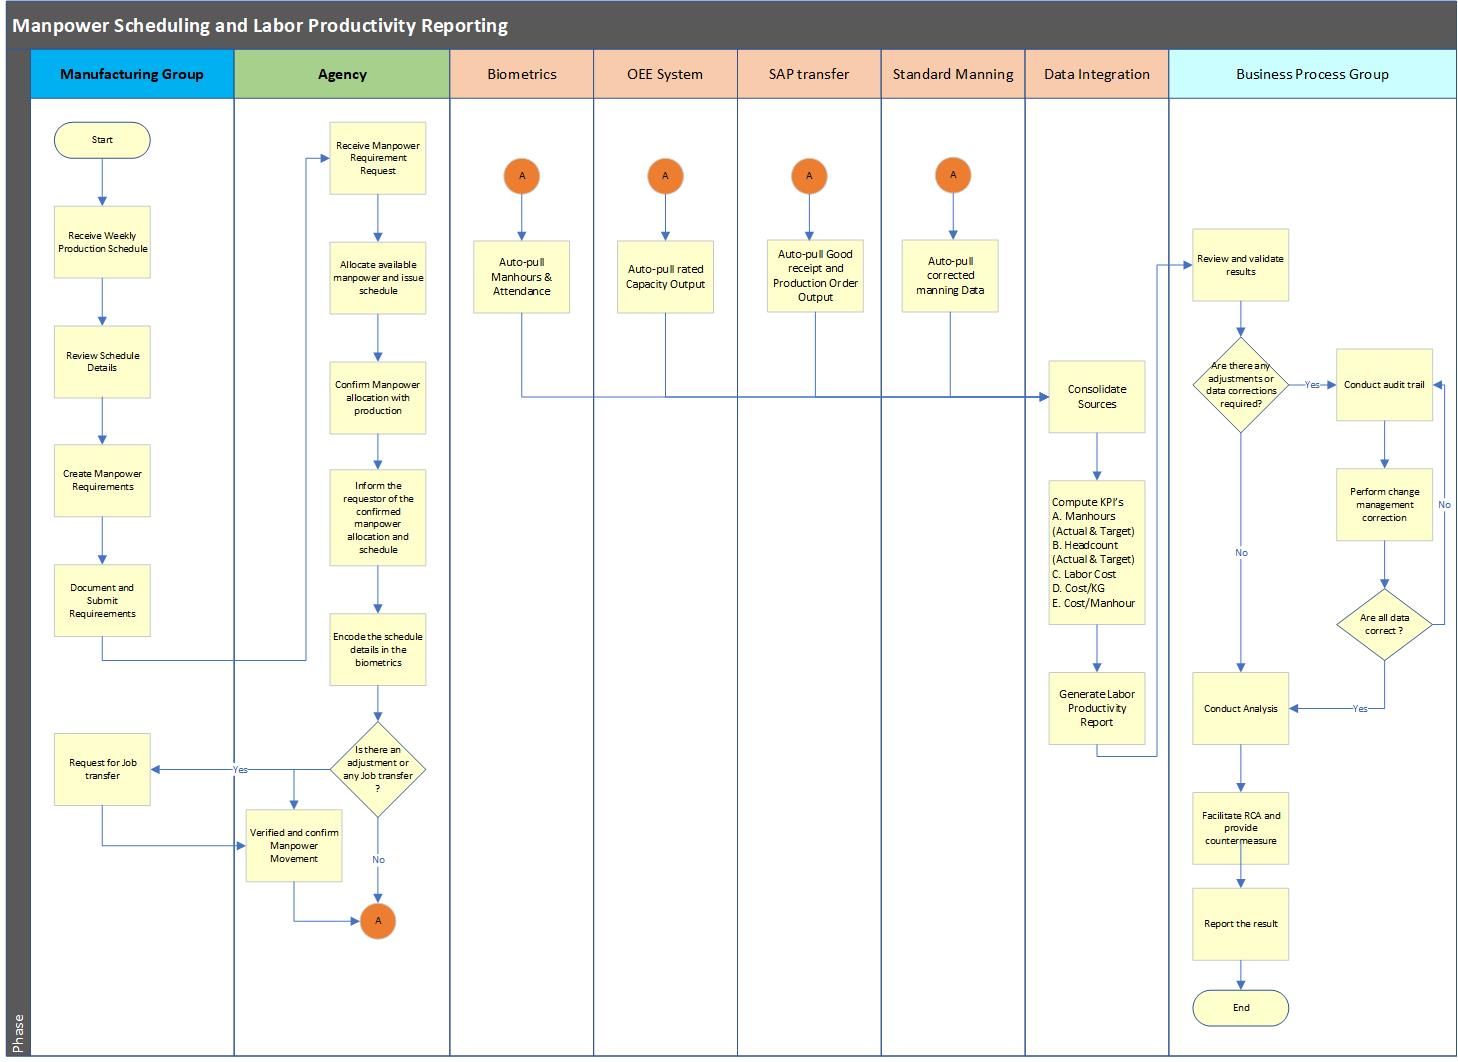 Manpower Scheduling and Labor Productivity Reporting
Phase
Manufacturing Group
Agency
Biometrics
OEE System
SAP transfer
Standard Manning
Data Integration
Business Process Group
Start
Receive Weekly
Production Schedule
Review Schedule
Details
Create Manpower
Requirements
Document and
Submit
Requireements
Request for Job
transfer
Receive Manpower
Requirement
Request
Allocate available
manpower and issue
schedule
Confirm Manpower
allocation with
production
Inform the
requestor of the
confirmed
manpower
allocation and
schedule
Encode the schedule
details in the
biometrics
Is there an
adjustment or
any Job transfer
?
Yes
No
Verified and confirm
Manpower
Movement
A
A
Auto-pull
Manhours &
Attendance
A
Auto-pull rated
Capacity Output
A
Auto-pull Good
receipt and
Production Order
Output
A
Auto-pull
corrected
manning Data
Consolidate
Sources
Compute KPI's
A. Manhours
(Actual & Target)
B. Headcount
(Actual & Target)
C. Labor Cost
D. Cost/KG
E. Cost/Manhour
Generate Labor
Productivity
Report
Review and validate
results
Are there any
adjustments or
data corrections
required?
Yes
No
Conduct audit trail
Perform change
management
correction
No
Are all data
correct ?
Yes
Conduct Analysis
Facilitate RCA and
provide
countermeasure
Report the result
End